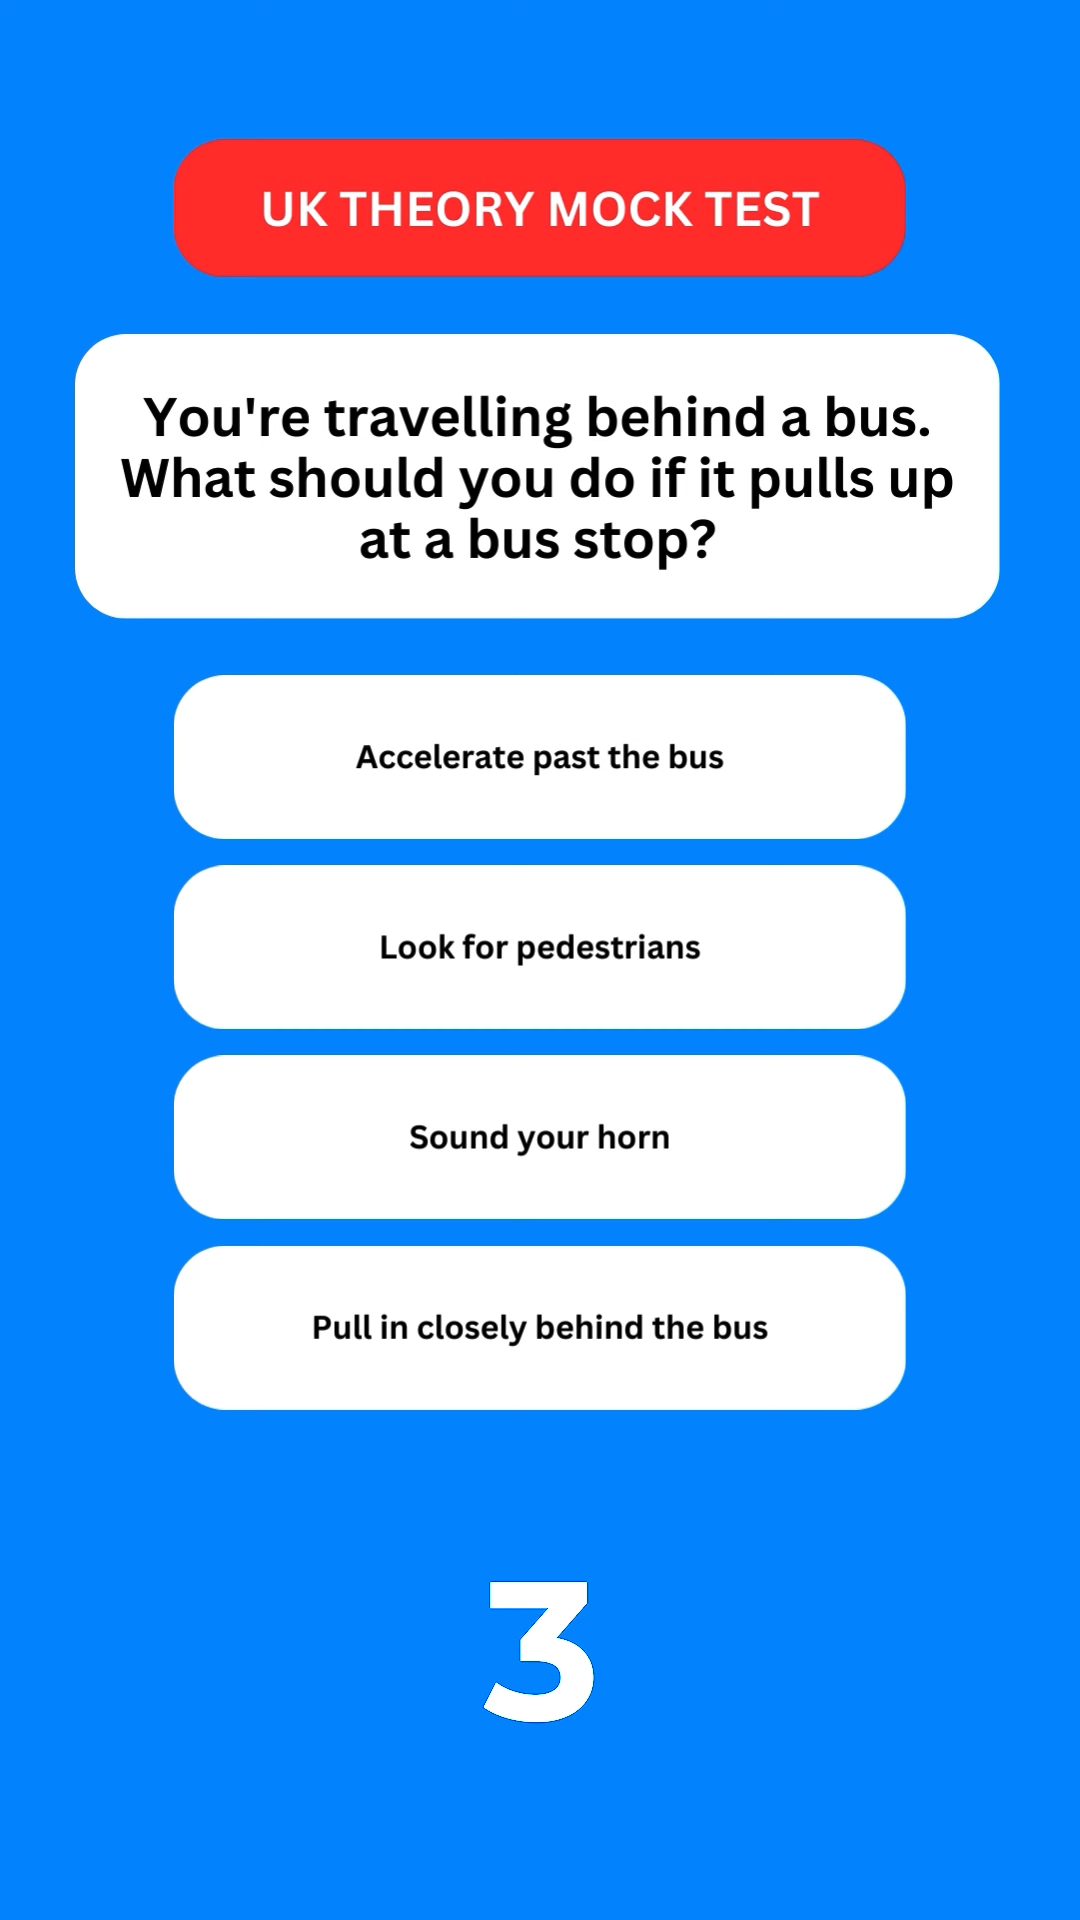 UK THEORY MOCK TEST
You're travelling behind a bus.
What should you do if it pulls up
at a bus stop?
Accelerate past the bus
Look for pedestrians
Sound your horn
Pull in closely behind the bus
3